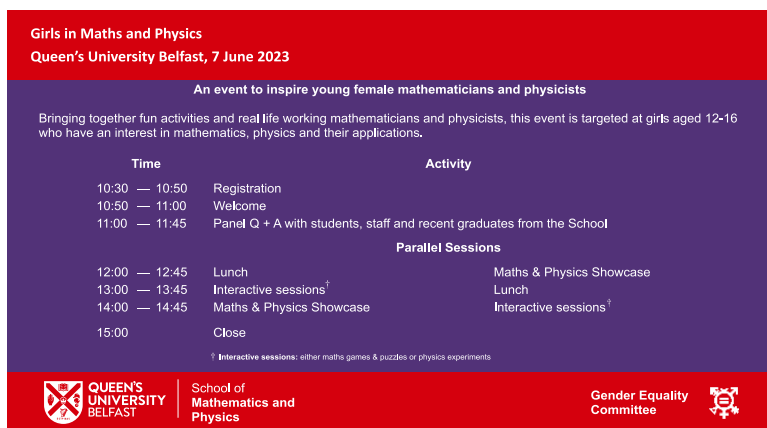 Girls in Maths and Physics
Queen's University Belfast, 7 June 2023
An event to inspire young female mathematicians and physicists
Bringing together fun activities and real life working mathematicians and physicists, this event is targeted at girls aged 12-16
who have an interest in mathematics, physics and their applications.
Time Activity
10:30 — 10:50 Registration
10:50 — 11:00 Welcome
11:00 — 11:45 Panel Q + A with students, staff and recent graduates from the School
Parallel Sessions
12:00 — 12:45 Lunch Maths & Physics Showcase
13:00 — 13:45 Interactive sessions† Lunch
14:00 — 14:45 Maths & Physics Showcase Interactive sessions†
15:00 Close
† Interactive sessions: either maths games & puzzles or physics experiments
QUEEN'S
UNIVERSITY
BELFAST
School of
Mathematics and
Physics
Gender Equality
Committee